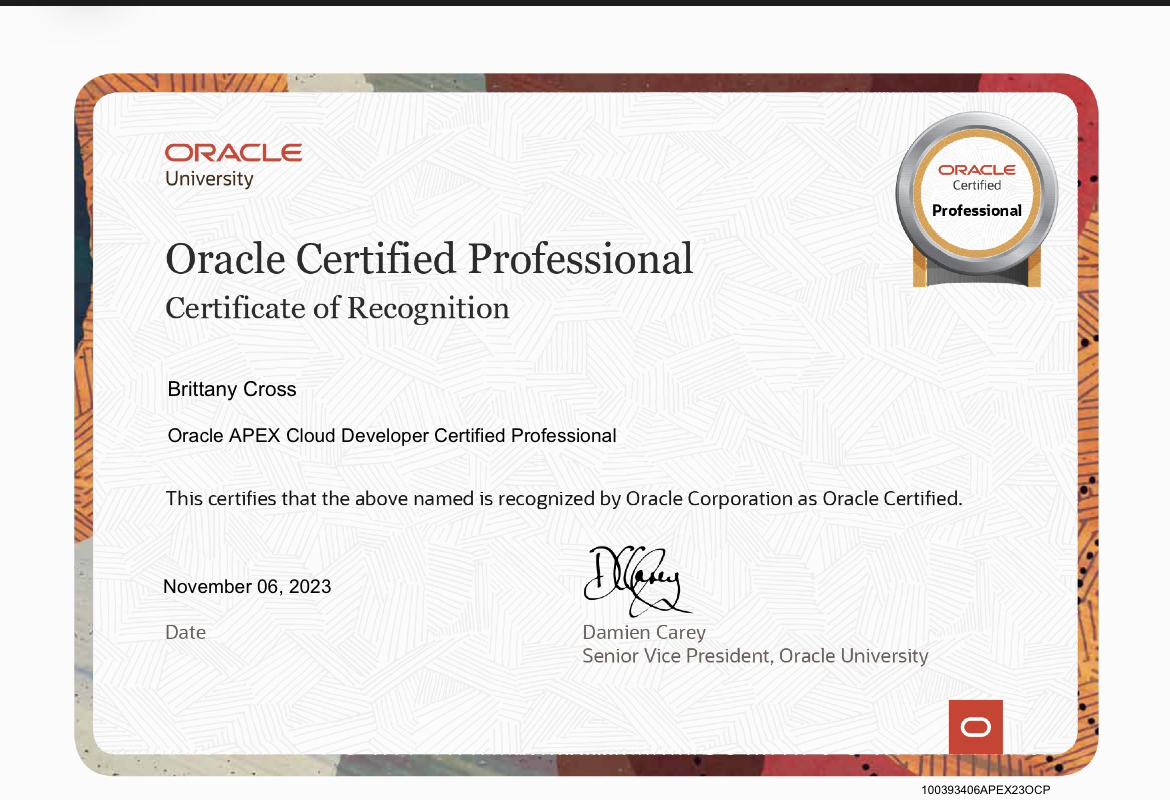 ORACLE
University
ORACLE
Certified
Professional
Oracle Certified Professional
Certificate of Recognition
Brittany Cross
Oracle APEX Cloud Developer Certified Professional
This certifies that the above named is recognized by Oracle Corporation as Oracle Certified.
November 06, 2023
Date
DCarey
Damien Carey
Senior Vice President, Oracle University
100393406APEX23OCP